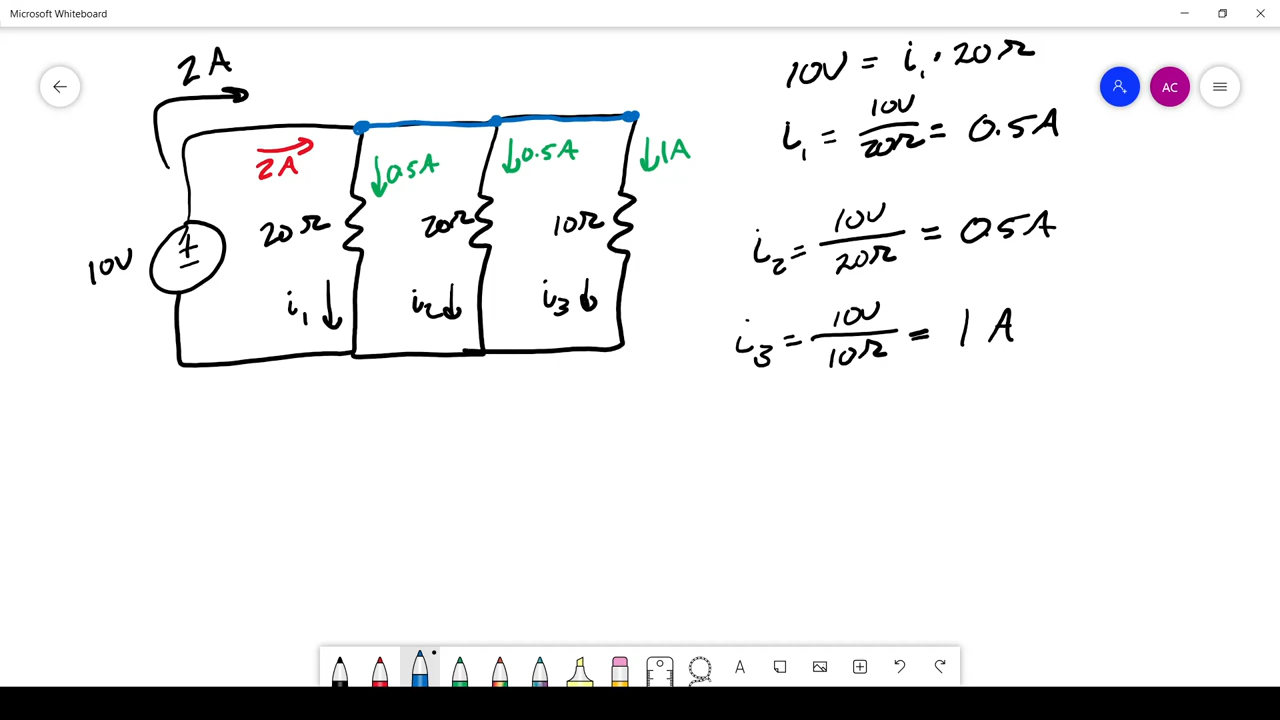 Microsoft Whiteboard
2 A
2A
0.5A
0.5A
1A
10V
+
−
20Ω
20Ω
10Ω
i₁ ↓
i₂ ↓
i₃ ↓
10V = i₁ · 20Ω
i₁ = 10V/20Ω = 0.5A
i₂ = 10V/20Ω = 0.5A
i₃ = 10V/10Ω = 1 A
AC
A